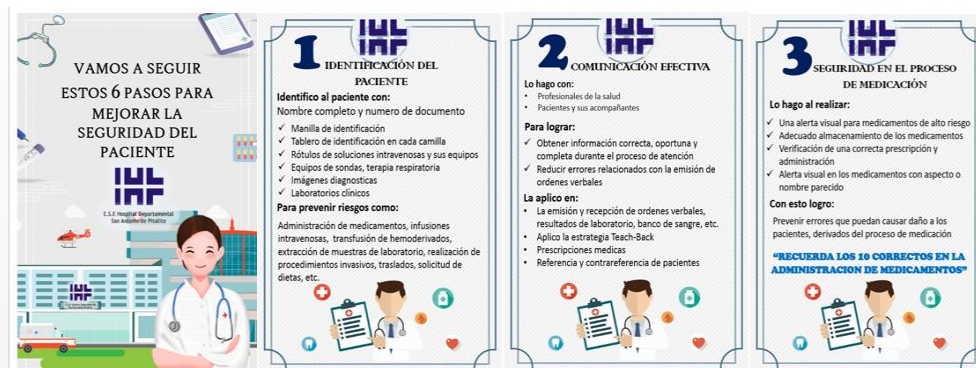 VAMOS A SEGUIR
ESTOS 6 PASOS PARA
MEJORAR LA
SEGURIDAD DEL
PACIENTE
E.S.E Hospital Departamental
San Antonio de Pitalito
1
IDENTIFICACIÓN DEL
PACIENTE
Identifico al paciente con:
Nombre completo y numero de documento
✓ Manilla de identificación
✓ Tablero de identificación en cada camilla
✓ Rótulos de soluciones intravenosas y sus equipos
✓ Equipos de sondas, terapia respiratoria
✓ Imágenes diagnosticas
✓ Laboratorios clínicos
Para prevenir riesgos como:
Administración de medicamentos, infusiones
intravenosas, transfusión de hemoderivados,
extracción de muestras de laboratorio, realización de
procedimientos invasivos, traslados, solicitud de
dietas, etc.
2
COMUNICACIÓN EFECTIVA
Lo hago con:
• Profesionales de la salud
• Pacientes y sus acompañantes
Para lograr:
✓ Obtener información correcta, oportuna y
completa durante el proceso de atención
✓ Reducir errores relacionados con la emisión de
ordenes verbales
La aplico en:
• La emisión y recepción de ordenes verbales,
resultados de laboratorio, banco de sangre, etc.
• Aplico la estrategia Teach-Back
• Prescripciones medicas
• Referencia y contrareferencia de pacientes
3
SEGURIDAD EN EL PROCESO
DE MEDICACIÓN
Lo hago al realizar:
✓ Una alerta visual para medicamentos de alto riesgo
✓ Adecuado almacenamiento de los medicamentos
✓ Verificación de una correcta prescripción y
administración
✓ Alerta visual en los medicamentos con aspecto o
nombre parecido
Con esto logro:
Prevenir errores que puedan causar daño a los
pacientes, derivados del proceso de medicación
“RECUERDA LOS 10 CORRECTOS EN LA
ADMINISTRACION DE MEDICAMENTOS”